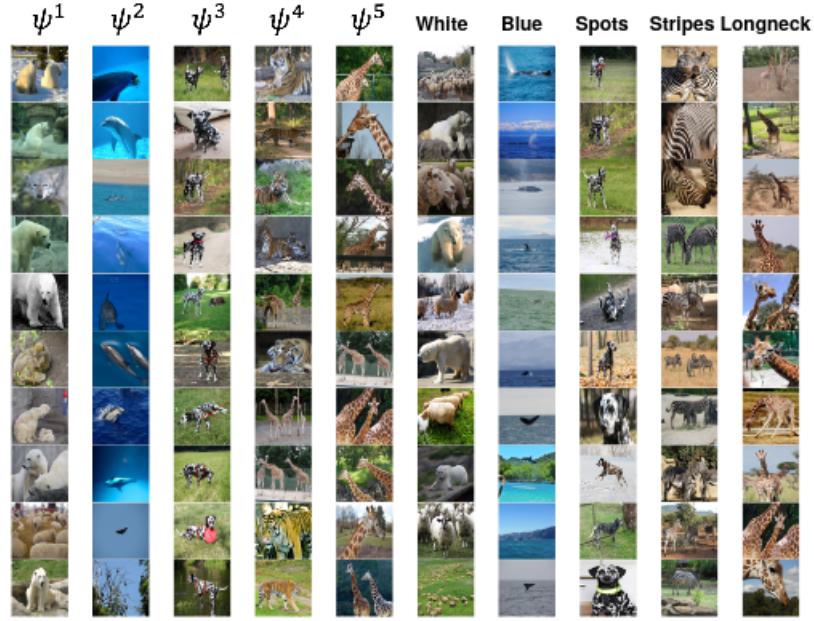 ψ¹ ψ² ψ³ ψ⁴ ψ⁵ White Blue Spots Stripes Longneck